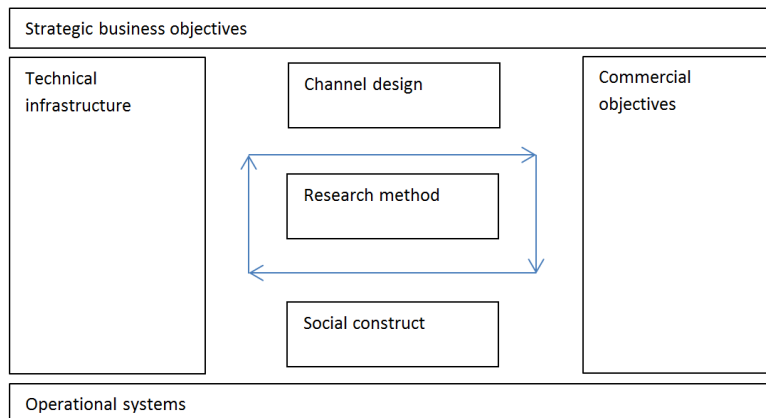 Strategic business objectives
Technical
infrastructure
Channel design
Commercial
objectives
Research method
Social construct
Operational systems